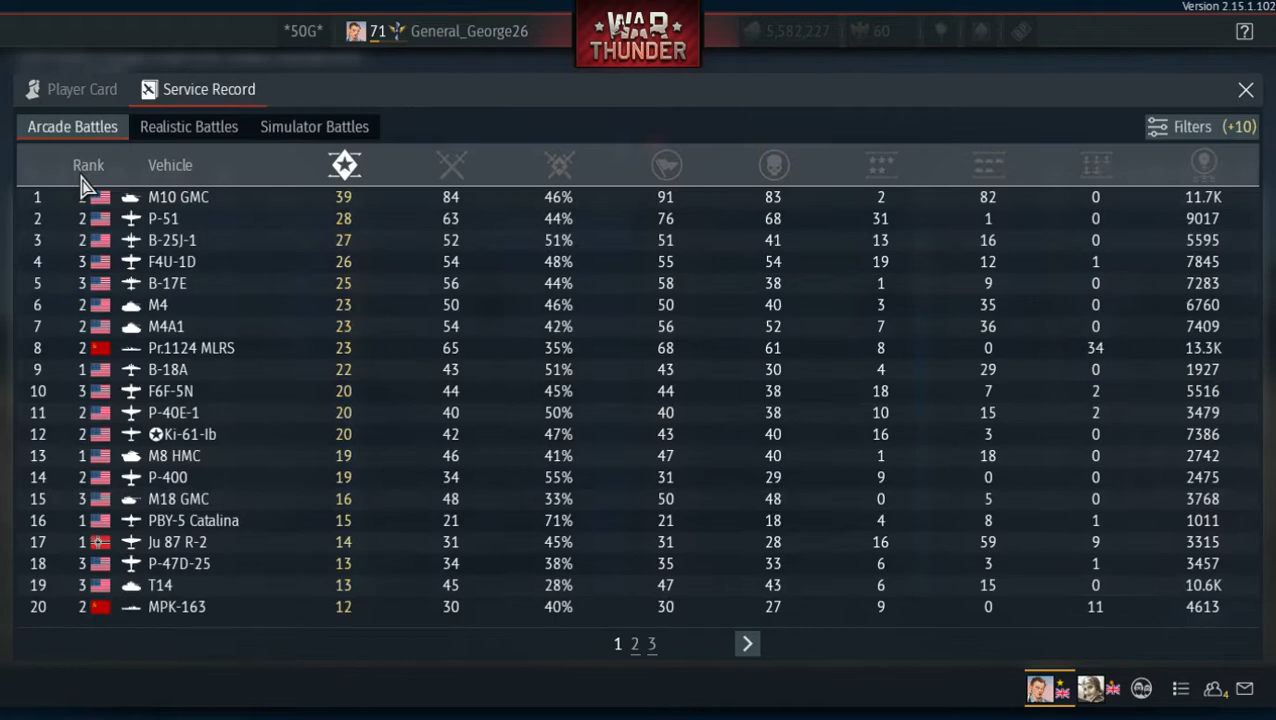 Version 2.15.1.102
*50G* 71 General_George26 WAR THUNDER 5,582,227 60
Player Card Service Record
Arcade Battles Realistic Battles Simulator Battles Filters (+10)
Rank Vehicle
1 M10 GMC 39 84 46% 91 83 2 82 0 11.7K
2 2 P-51 28 63 44% 76 68 31 1 0 9017
3 2 B-25J-1 27 52 51% 51 41 13 16 0 5595
4 3 F4U-1D 26 54 48% 55 54 19 12 1 7845
5 3 B-17E 25 56 44% 58 38 1 9 0 7283
6 2 M4 23 50 46% 50 40 3 35 0 6760
7 2 M4A1 23 54 42% 56 52 7 36 0 7409
8 2 Pr.1124 MLRS 23 65 35% 68 61 8 0 34 13.3K
9 1 B-18A 22 43 51% 43 30 4 29 0 1927
10 3 F6F-5N 20 44 45% 44 38 18 7 2 5516
11 2 P-40E-1 20 40 50% 40 38 10 15 2 3479
12 2 ✪Ki-61-Ib 20 42 47% 43 40 16 3 0 7386
13 1 M8 HMC 19 46 41% 47 40 1 18 0 2742
14 2 P-400 19 34 55% 31 29 9 0 0 2475
15 3 M18 GMC 16 48 33% 50 48 0 5 0 3768
16 1 PBY-5 Catalina 15 21 71% 21 18 4 8 1 1011
17 1 Ju 87 R-2 14 31 45% 31 28 16 59 9 3315
18 3 P-47D-25 13 34 38% 35 33 6 3 1 3457
19 3 T14 13 45 28% 47 43 6 15 0 10.6K
20 2 MPK-163 12 30 40% 30 27 9 0 11 4613
1 2 3
4